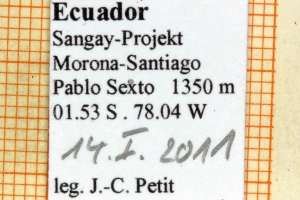 Ecuador
Sangay-Projekt
Morona-Santiago
Pablo Sexto 1350 m
01.53 S . 78.04 W
14.I.2011
leg. J.-C. Petit